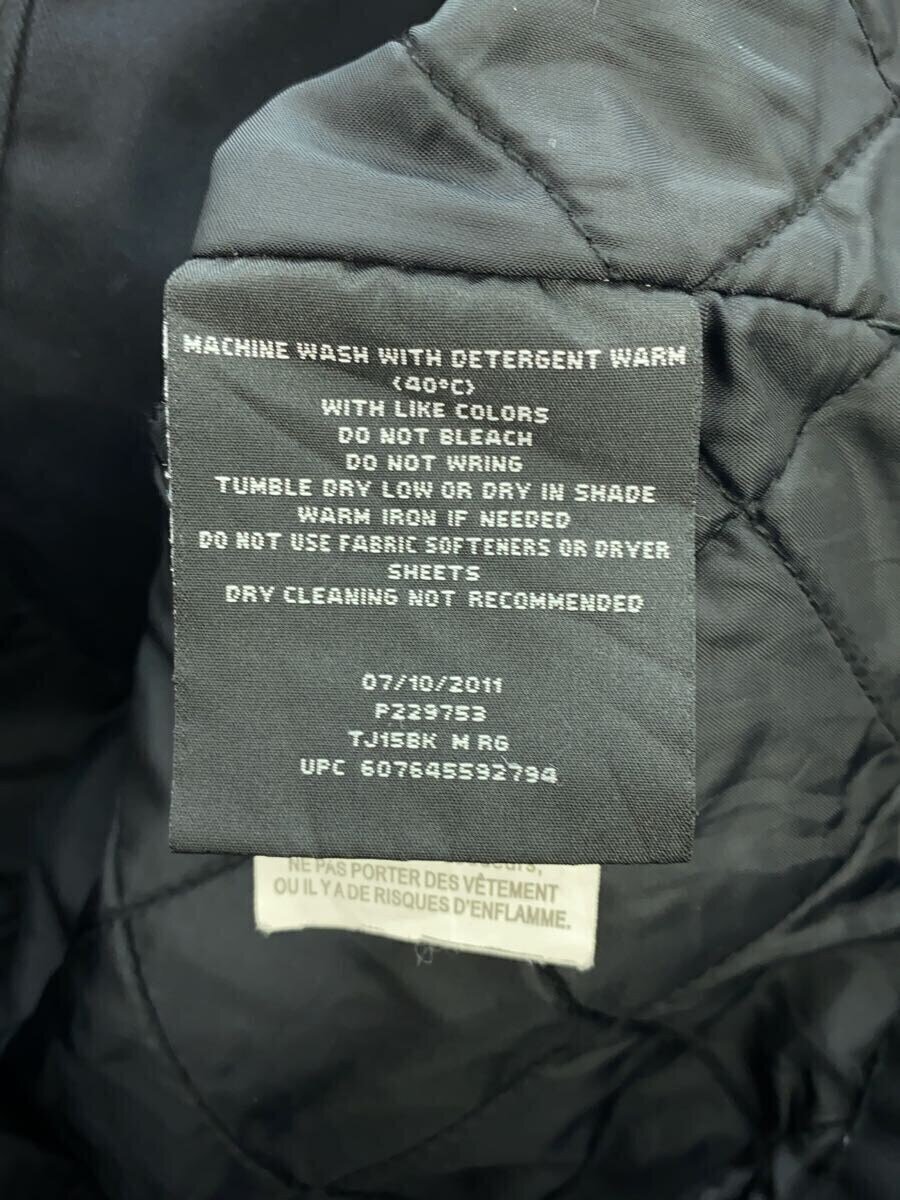 MACHINE WASH WITH DETERGENT WARM
(40°C)
WITH LIKE COLORS
DO NOT BLEACH
DO NOT WRING
TUMBLE DRY LOW OR DRY IN SHADE
WARM IRON IF NEEDED
DO NOT USE FABRIC SOFTENERS OR DRYER
SHEETS
DRY CLEANING NOT RECOMMENDED
07/10/2011
P229753
TJ15BK M RG
UPC 607645592794
NE PAS PORTER DES VÊTEMENT
OU IL Y A DE RISQUES D'ENFLAMME.